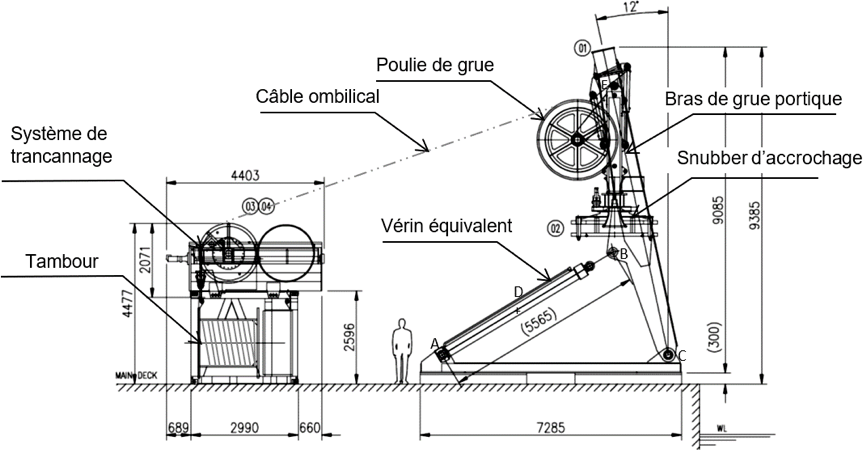 12°
01
Poulie de grue
E
Câble ombilical
Bras de grue portique
Système de
trancannage
Snubber d'accrochage
4403
03
04
9085
9385
02
Vérin équivalent
2071
B
Tambour
4477
D
(5565)
2596
(300)
A
C
MAIN DECK
689
2990
660
7285
WL